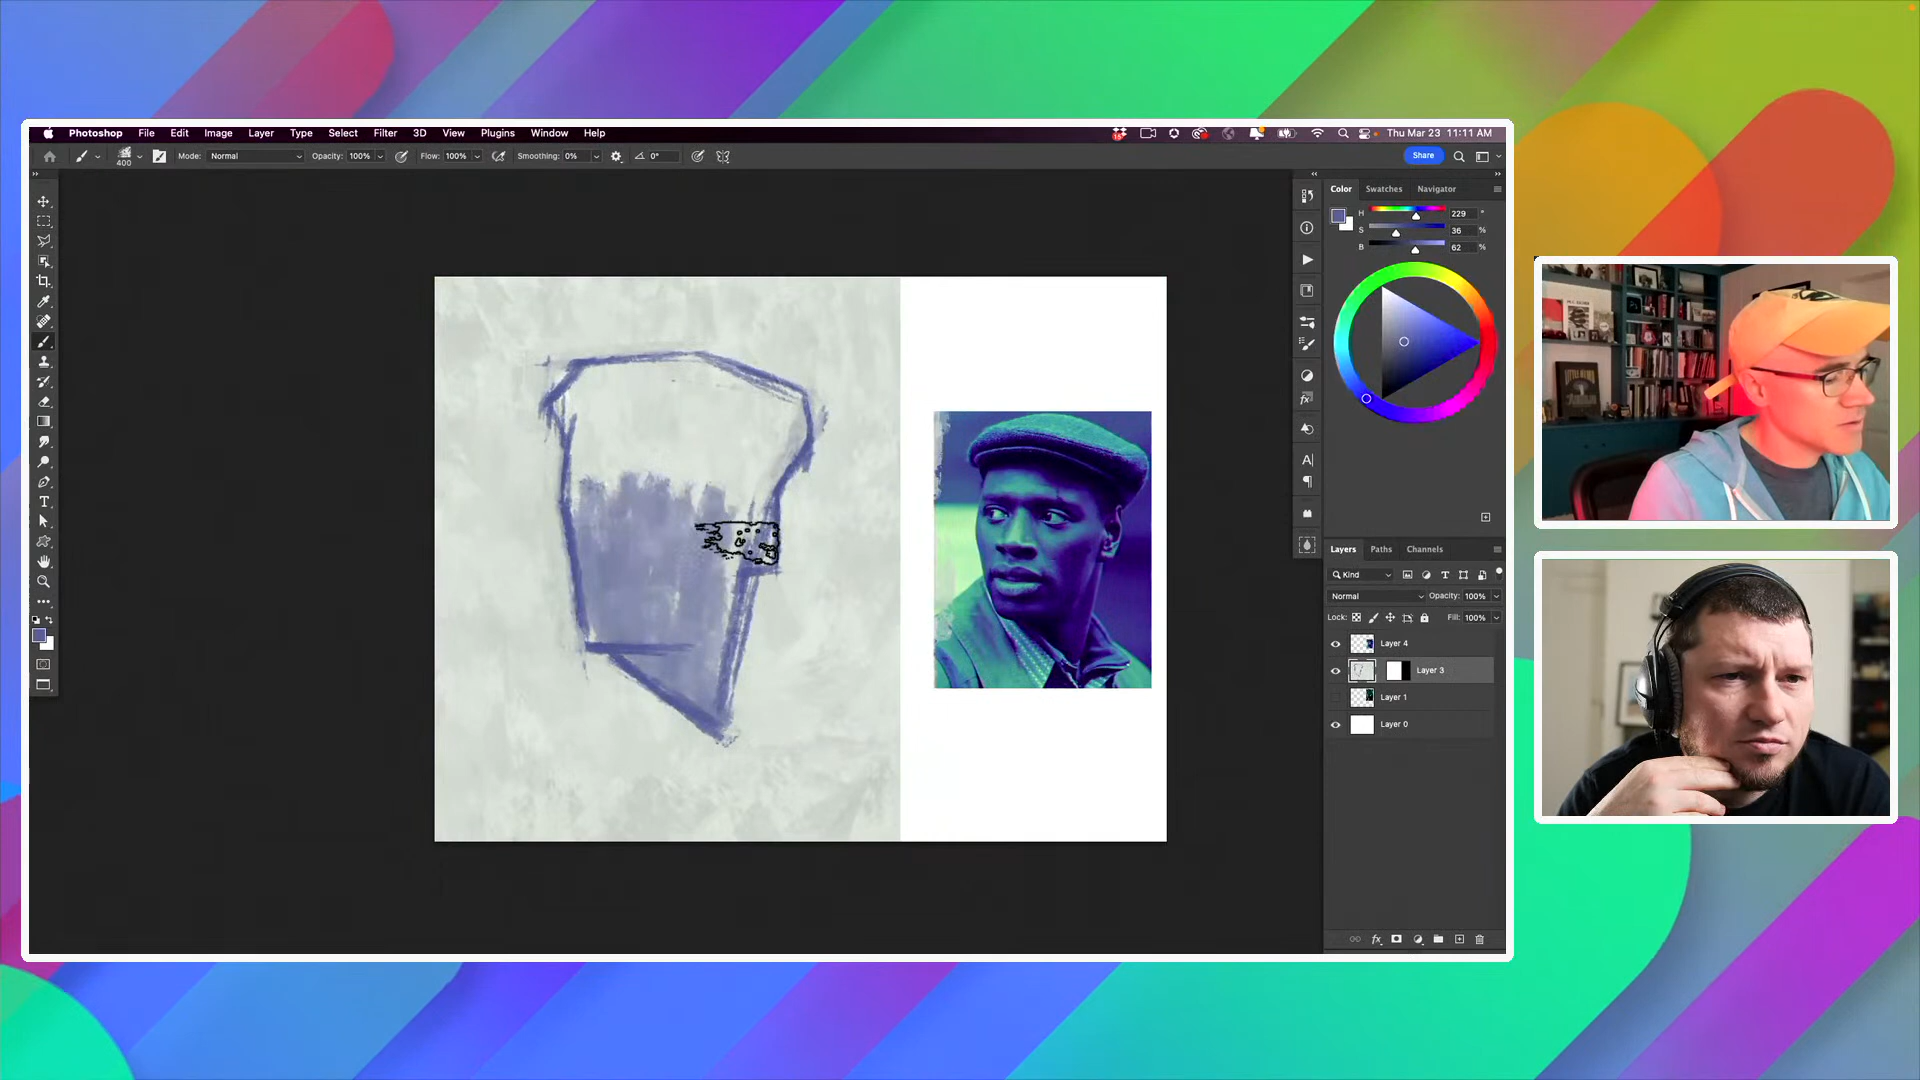 Photoshop File Edit Image Layer Type Select Filter 3D View Plugins Window Help Thu Mar 23 11:11 AM
400 Mode: Normal Opacity: 100% Flow: 100% Smoothing: 0% 0° Share
Color Swatches Navigator
H 229 °
S 36 %
B 62 %
Layers Paths Channels
Kind
Normal Opacity: 100%
Lock: Fill: 100%
Layer 4
Layer 3
Layer 1
Layer 0